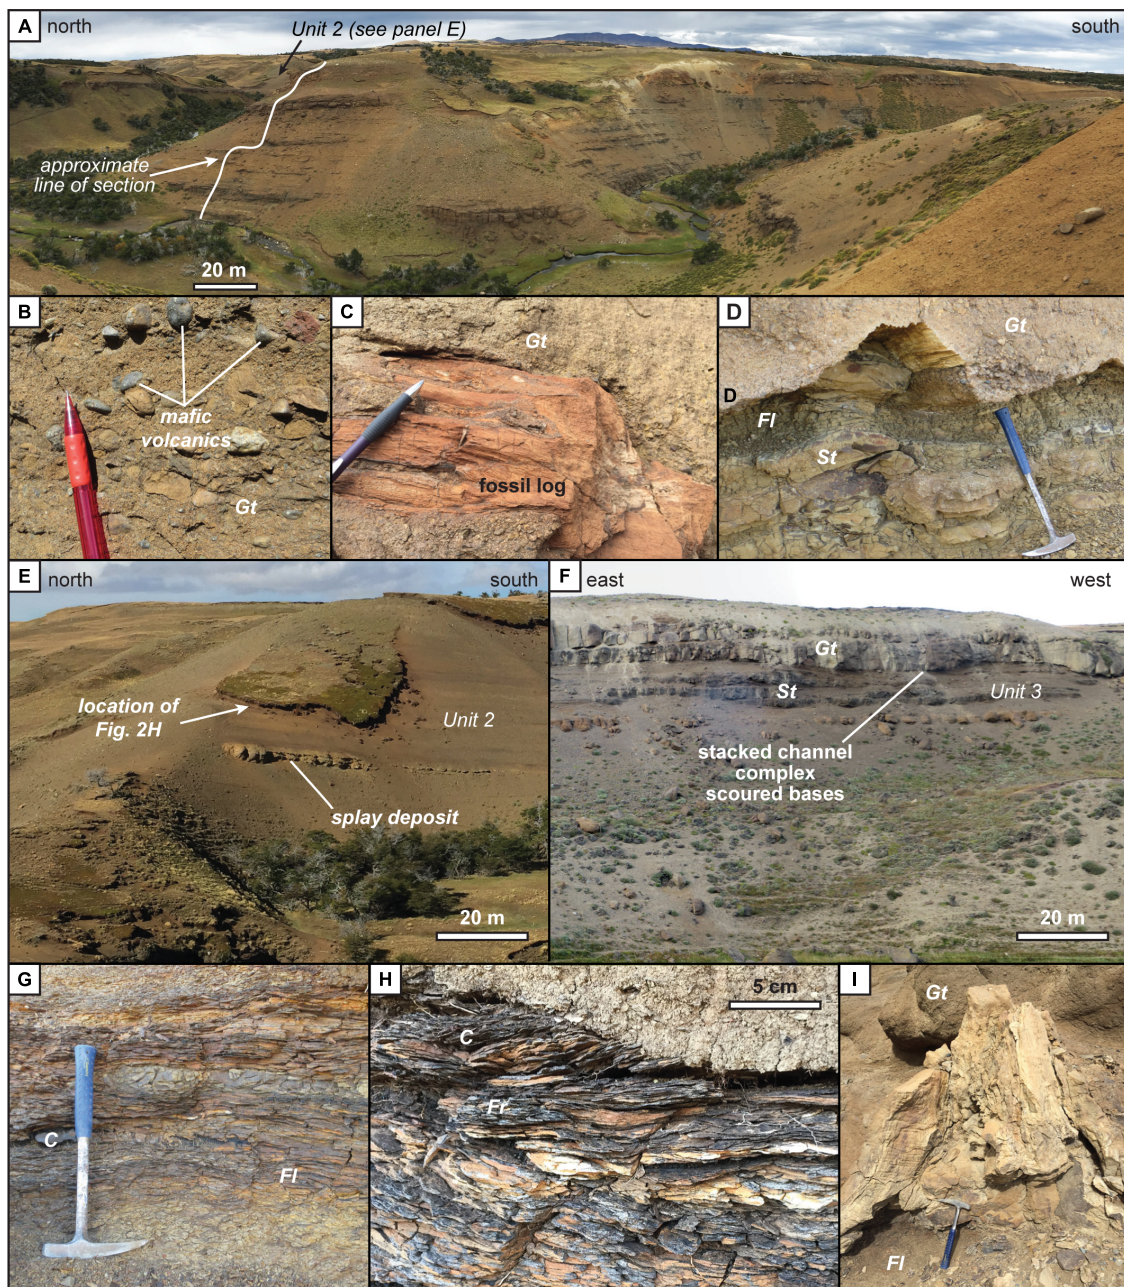 A north
Unit 2 (see panel E)
south
approximate
line of section
20 m
B
mafic
volcanics
Gt
C
Gt
fossil log
D
Gt
D
Fl
St
E north
south
location of
Fig. 2H
Unit 2
splay deposit
20 m
F east
west
Gt
St
Unit 3
stacked channel
complex
scoured bases
20 m
G
C
Fl
H
5 cm
C
Fr
I
Gt
Fl